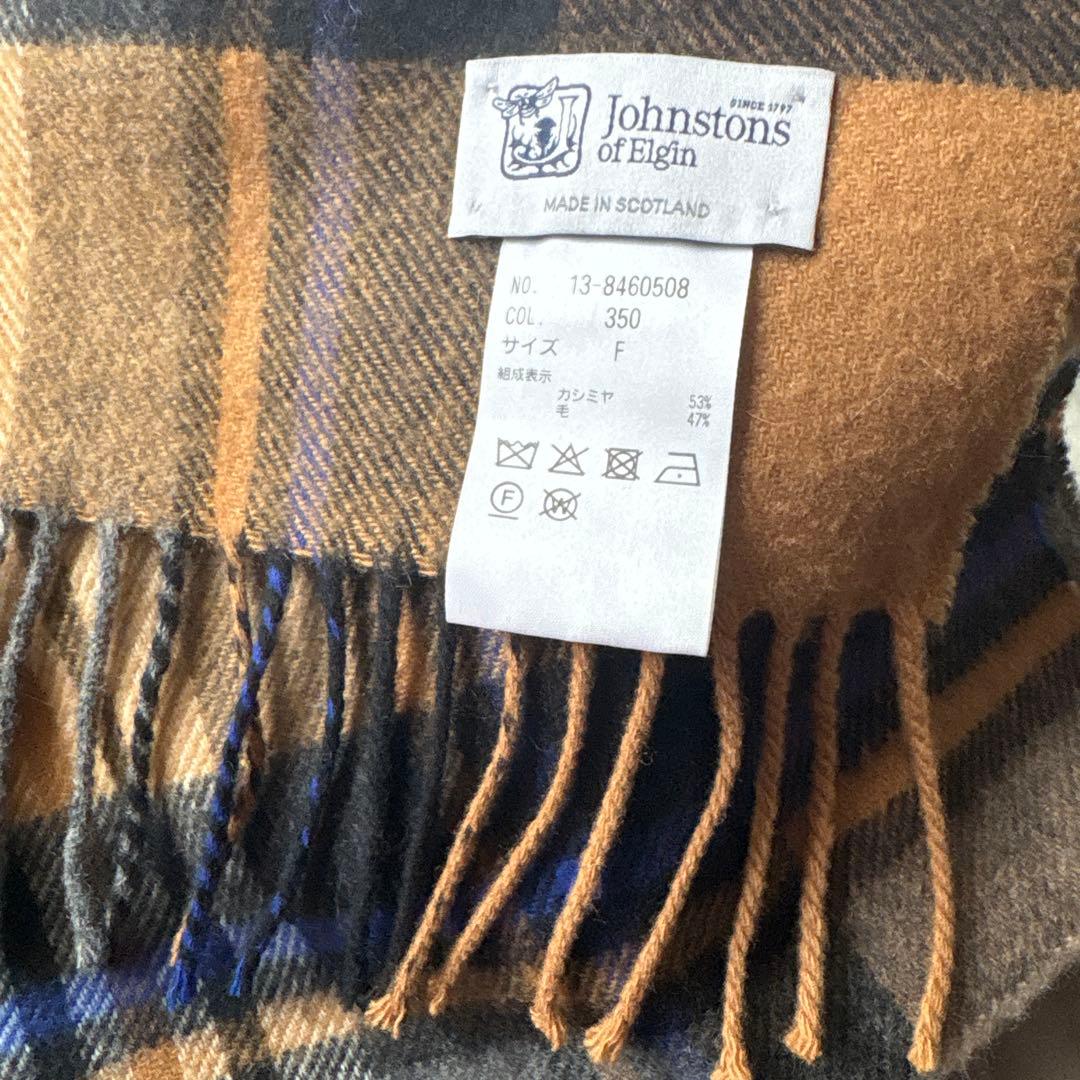 SINCE 1797
Johnstons
of Elgin
MADE IN SCOTLAND
NO. 13-8460508
COL. 350
サイズ F
組成表示
カシミヤ 53%
毛 47%
F
W